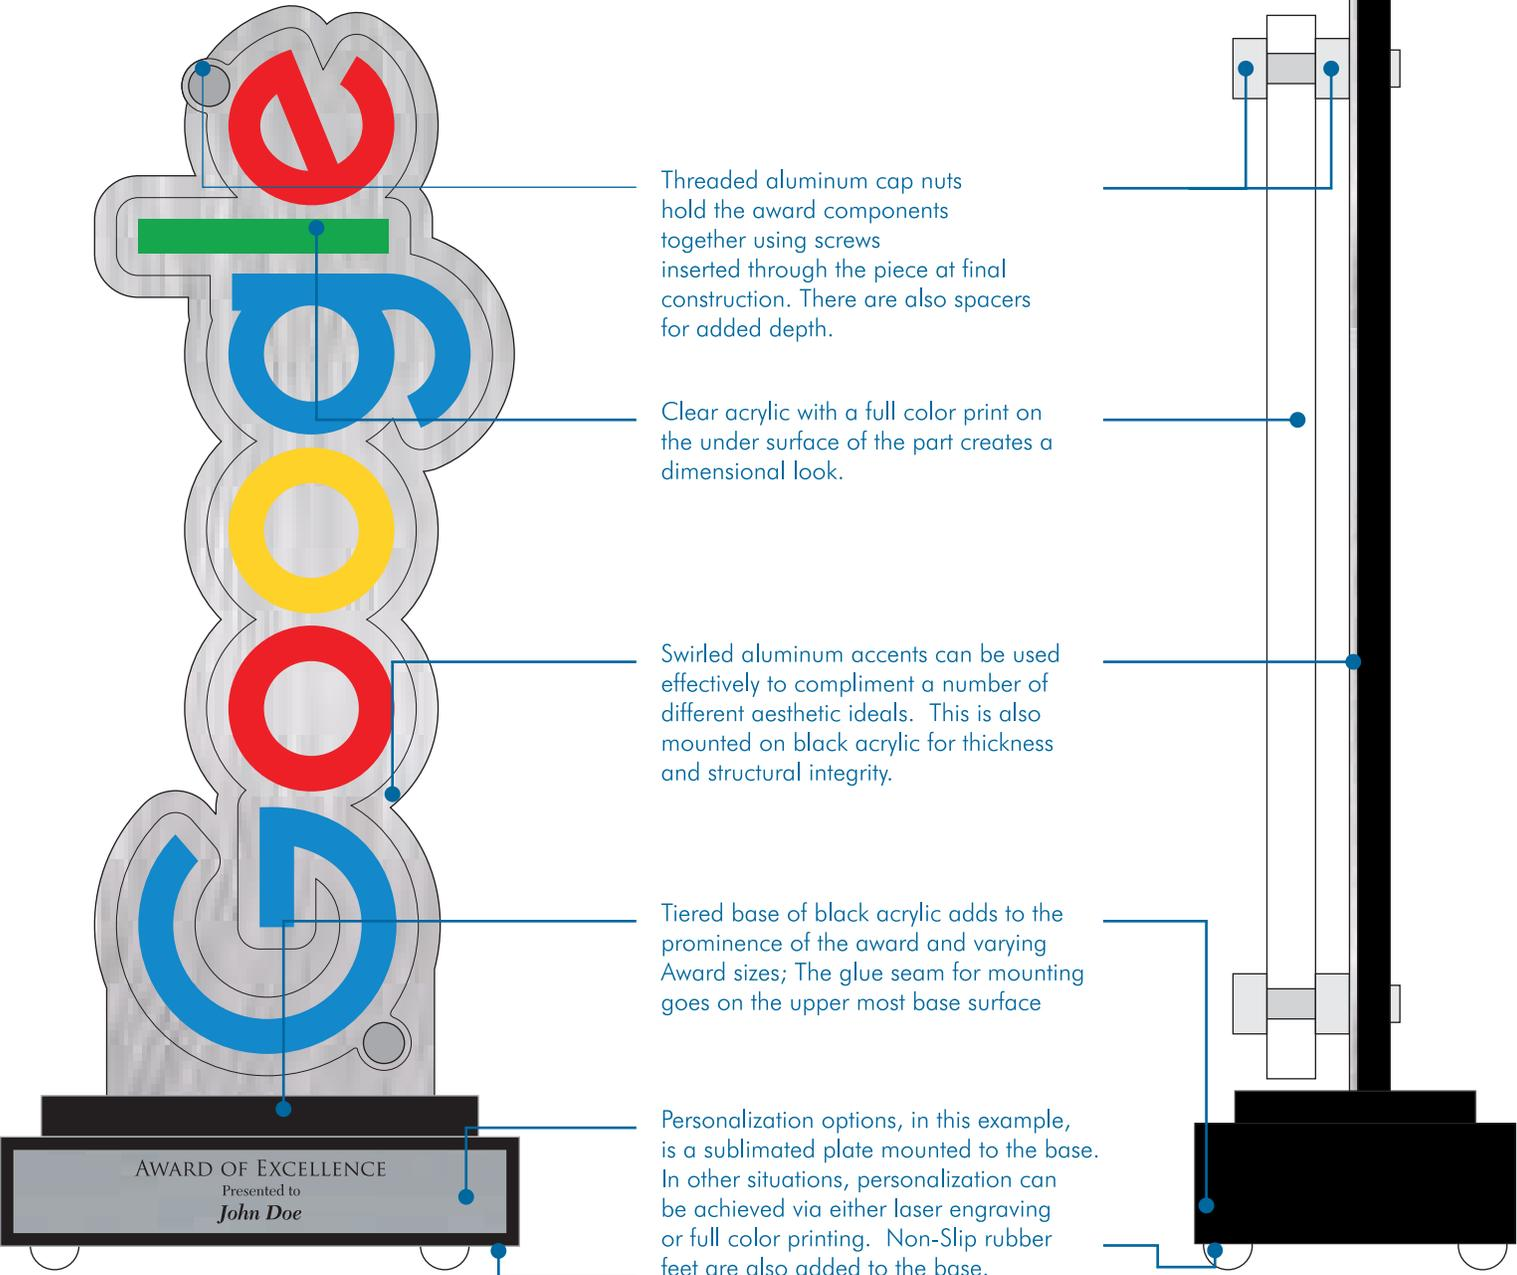 Google
Threaded aluminum cap nuts
hold the award components
together using screws
inserted through the piece at final
construction. There are also spacers
for added depth.
Clear acrylic with a full color print on
the under surface of the part creates a
dimensional look.
Swirled aluminum accents can be used
effectively to compliment a number of
different aesthetic ideals.  This is also
mounted on black acrylic for thickness
and structural integrity.
Tiered base of black acrylic adds to the
prominence of the award and varying
Award sizes; The glue seam for mounting
goes on the upper most base surface
Personalization options, in this example,
is a sublimated plate mounted to the base.
In other situations, personalization can
be achieved via either laser engraving
or full color printing.  Non-Slip rubber
feet are also added to the base.
Award of Excellence
Presented to
John Doe